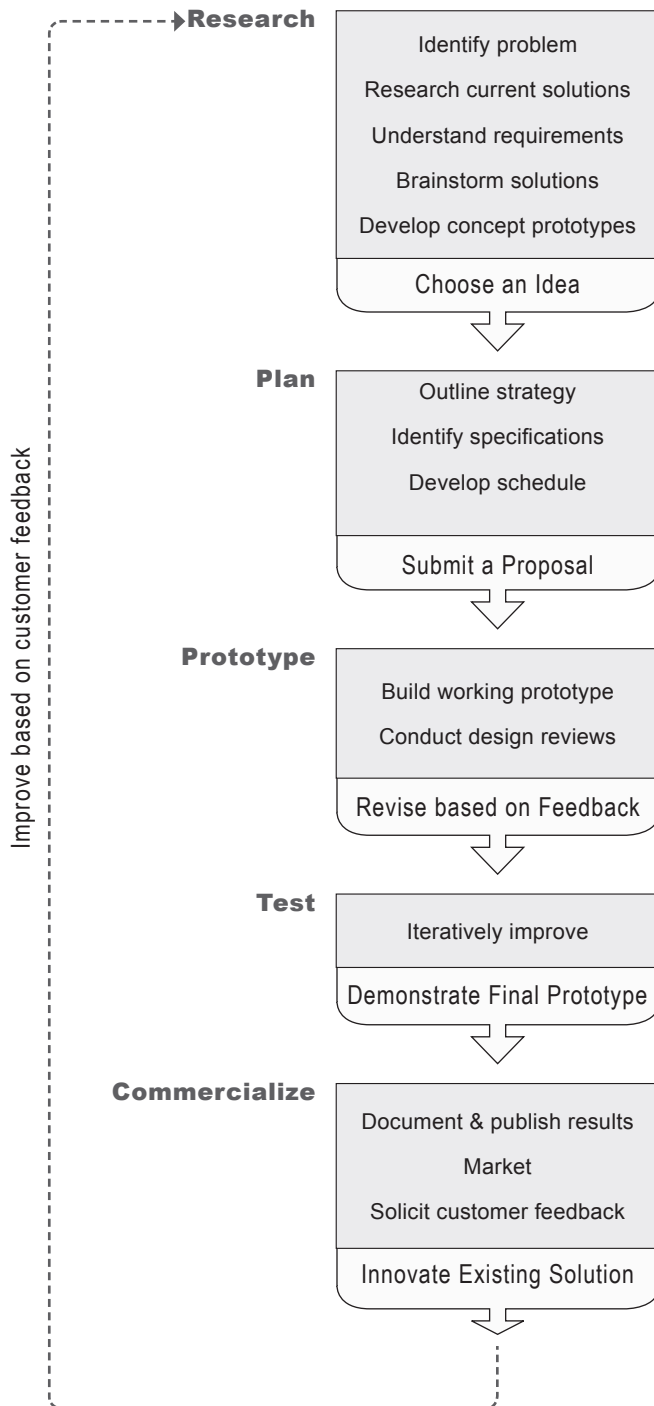 Research
Identify problem
Research current solutions
Understand requirements
Brainstorm solutions
Develop concept prototypes
Choose an Idea
Plan
Outline strategy
Identify specifications
Develop schedule
Submit a Proposal
Prototype
Build working prototype
Conduct design reviews
Revise based on Feedback
Test
Iteratively improve
Demonstrate Final Prototype
Commercialize
Document & publish results
Market
Solicit customer feedback
Innovate Existing Solution
Improve based on customer feedback